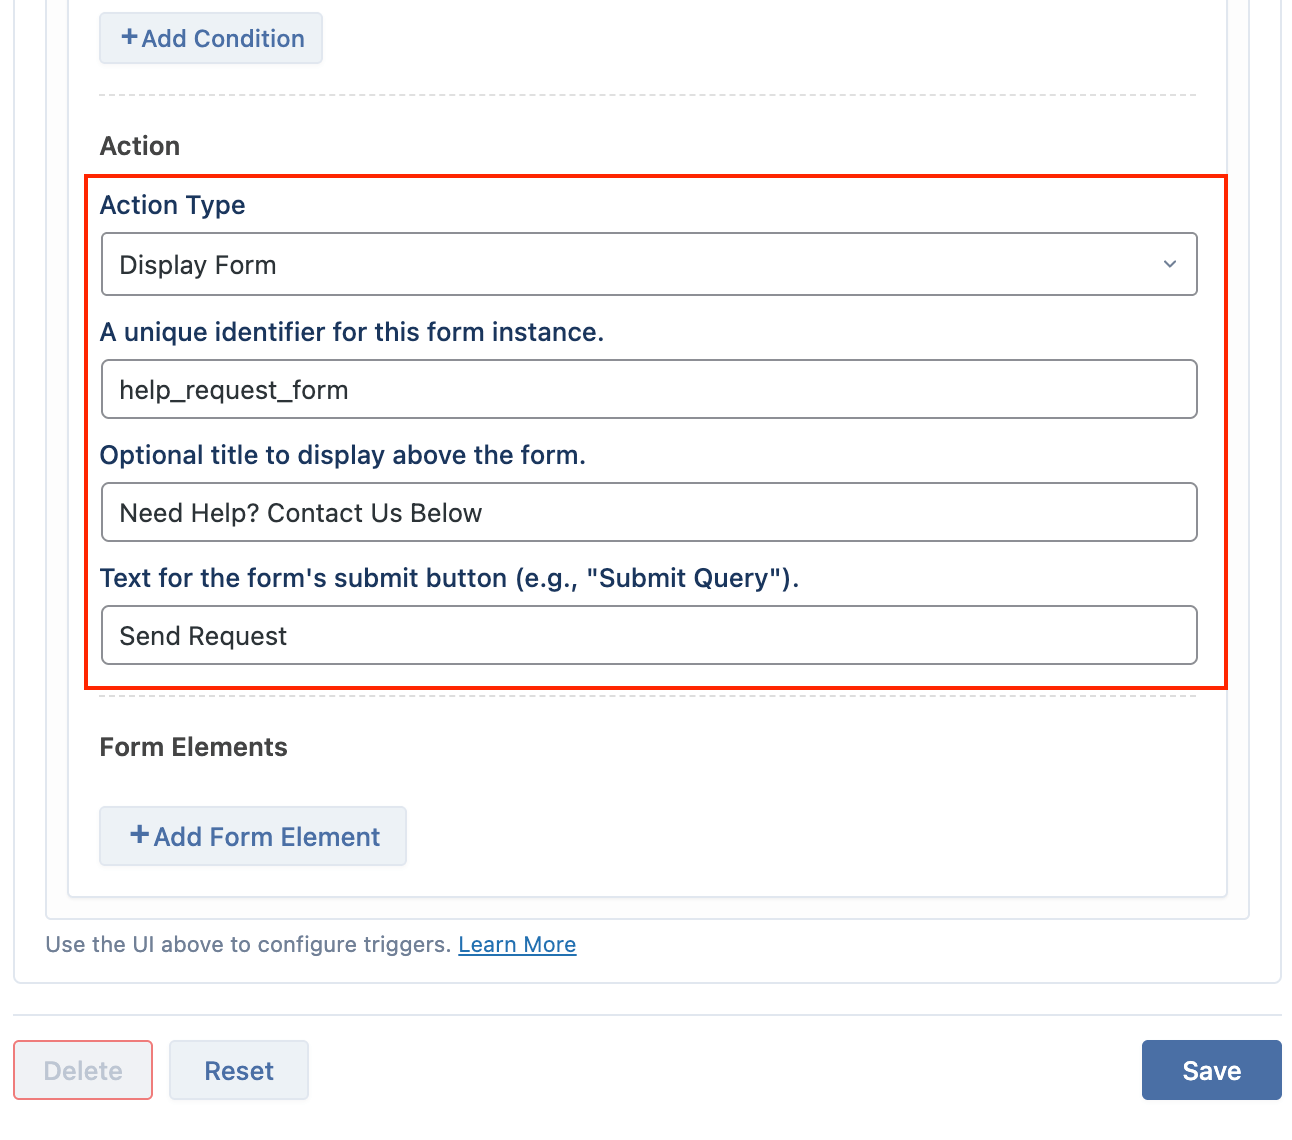 +Add Condition
Action
Action Type
Display Form
A unique identifier for this form instance.
help_request_form
Optional title to display above the form.
Need Help? Contact Us Below
Text for the form's submit button (e.g., "Submit Query").
Send Request
Form Elements
+Add Form Element
Use the UI above to configure triggers. Learn More
Delete
Reset
Save